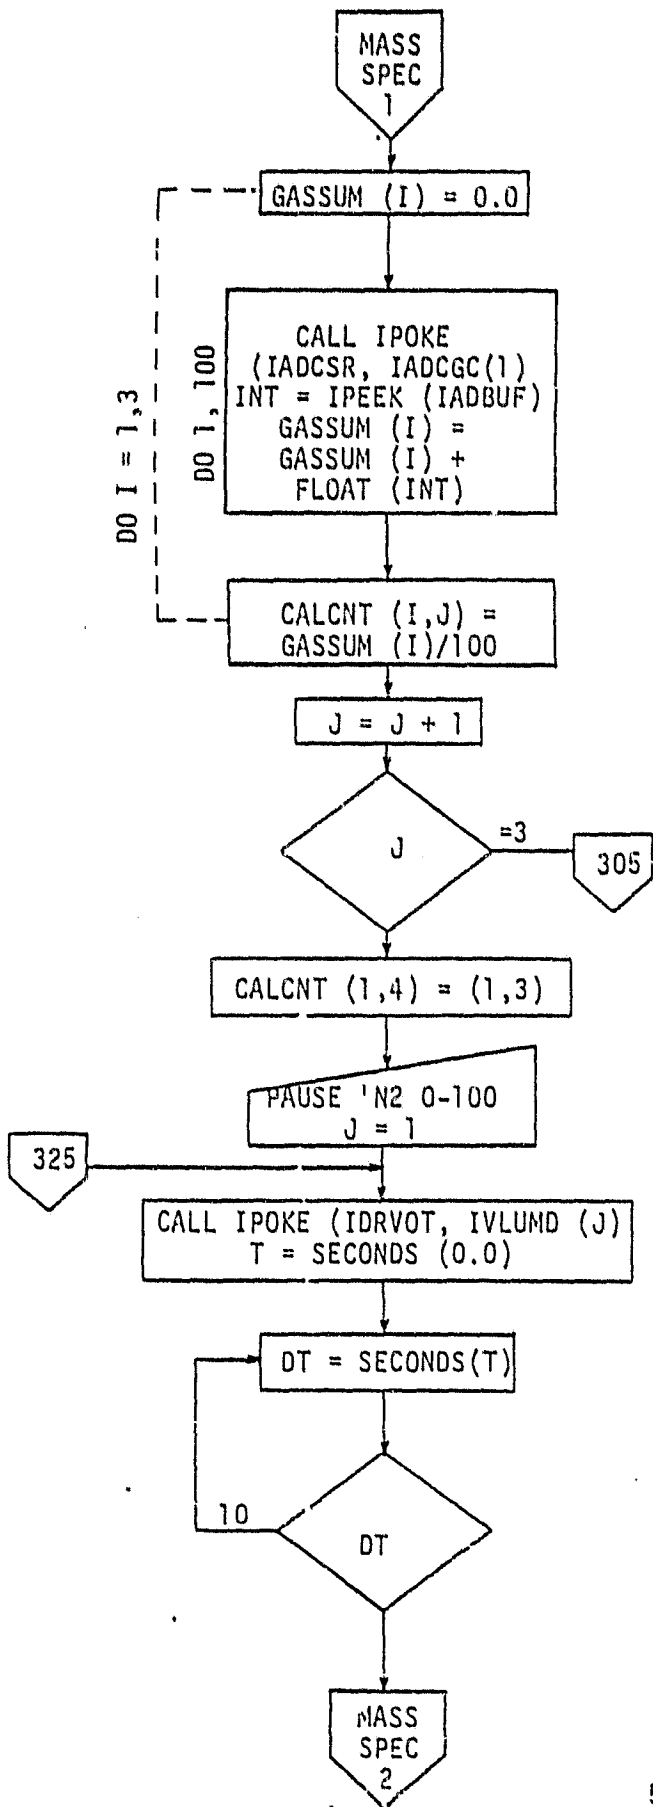 MASS
SPEC
1
GASSUM (I) = 0.0
DO I = 1,3
DO 1, 100
CALL IPOKE
(IADCSR, IADCGC(1)
INT = IPEEK (IADBUF)
GASSUM (I) =
GASSUM (I) +
FLOAT (INT)
CALCNT (I,J) =
GASSUM (I)/100
J = J + 1
J
=3
305
CALCNT (1,4) = (1,3)
PAUSE 'N2 0-100
J = 1
325
CALL IPOKE (IDRVOT, IVLUMD (J)
T = SECONDS (0.0)
DT = SECONDS(T)
10
DT
MASS
SPEC
2
5